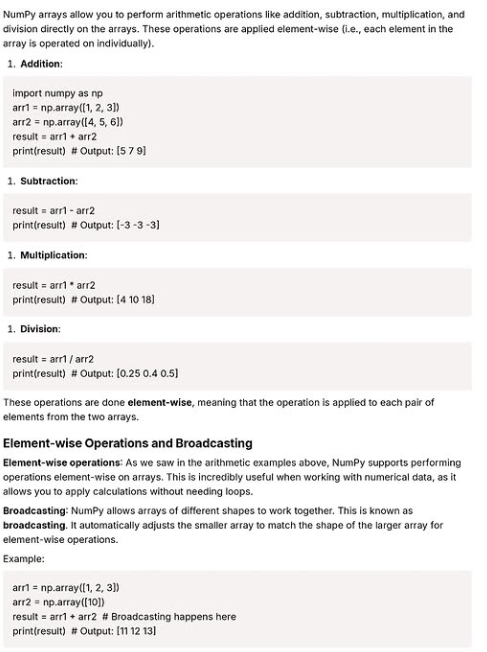 NumPy arrays allow you to perform arithmetic operations like addition, subtraction, multiplication, and
division directly on the arrays. These operations are applied element-wise (i.e., each element in the
array is operated on individually).
1. Addition:
import numpy as np
arr1 = np.array([1, 2, 3])
arr2 = np.array([4, 5, 6])
result = arr1 + arr2
print(result)  # Output: [5 7 9]
1. Subtraction:
result = arr1 - arr2
print(result)  # Output: [-3 -3 -3]
1. Multiplication:
result = arr1 * arr2
print(result)  # Output: [4 10 18]
1. Division:
result = arr1 / arr2
print(result)  # Output: [0.25 0.4 0.5]
These operations are done element-wise, meaning that the operation is applied to each pair of
elements from the two arrays.
Element-wise Operations and Broadcasting
Element-wise operations: As we saw in the arithmetic examples above, NumPy supports performing
operations element-wise on arrays. This is incredibly useful when working with numerical data, as it
allows you to apply calculations without needing loops.
Broadcasting: NumPy allows arrays of different shapes to work together. This is known as
broadcasting. It automatically adjusts the smaller array to match the shape of the larger array for
element-wise operations.
Example:
arr1 = np.array([1, 2, 3])
arr2 = np.array([10])
result = arr1 + arr2  # Broadcasting happens here
print(result)  # Output: [11 12 13]